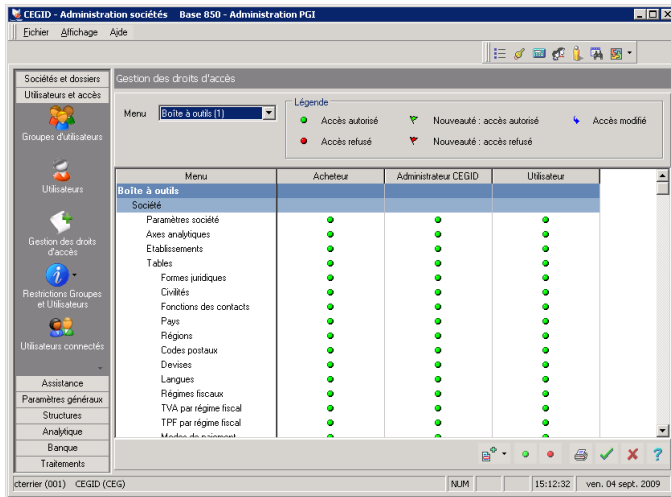 CEGID - Administration sociétés Base 850 - Administration PGI
Fichier Affichage Aide
Sociétés et dossiers
Utilisateurs et accès
Groupes d'utilisateurs
Utilisateurs
Gestion des droits
d'accès
Restrictions Groupes
et Utilisateurs
Utilisateurs connectés
Assistance
Paramètres généraux
Structures
Analytique
Banque
Traitements
Gestion des droits d'accès
Menu Boîte à outils (1)
Légende
Accès autorisé Nouveauté : accès autorisé Accès modifié
Accès refusé Nouveauté : accès refusé
Menu Acheteur Administrateur CEGID Utilisateur
Boîte à outils
Société
Paramètres société
Axes analytiques
Etablissements
Tables
Formes juridiques
Civilités
Fonctions des contacts
Pays
Régions
Codes postaux
Devises
Langues
Régimes fiscaux
TVA par régime fiscal
TPF par régime fiscal
Modes de paiement
cterrier (001) CEGID (CEG) NUM 15:12:32 ven. 04 sept. 2009